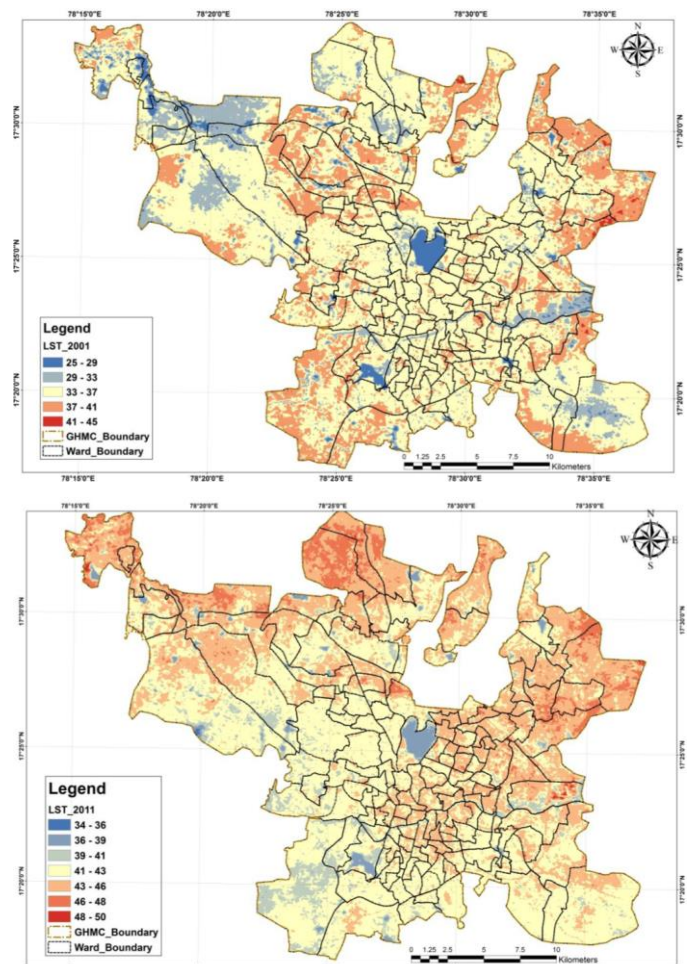 78°15'0"E 78°20'0"E 78°25'0"E 78°30'0"E 78°35'0"E
N
W E
S
17°30'0"N 17°30'0"N
17°25'0"N 17°25'0"N
17°20'0"N 17°20'0"N
Legend
LST_2001
25 - 29
29 - 33
33 - 37
37 - 41
41 - 45
GHMC_Boundary
Ward_Boundary
0 1.25 2.5 5 7.5 10
Kilometers
78°15'0"E 78°20'0"E 78°25'0"E 78°30'0"E 78°35'0"E
78°15'0"E 78°20'0"E 78°25'0"E 78°30'0"E 78°35'0"E
N
W E
S
17°30'0"N 17°30'0"N
17°25'0"N 17°25'0"N
17°20'0"N 17°20'0"N
Legend
LST_2011
34 - 36
36 - 39
39 - 41
41 - 43
43 - 46
46 - 48
48 - 50
GHMC_Boundary
Ward_Boundary
0 1.25 2.5 5 7.5 10
Kilometers